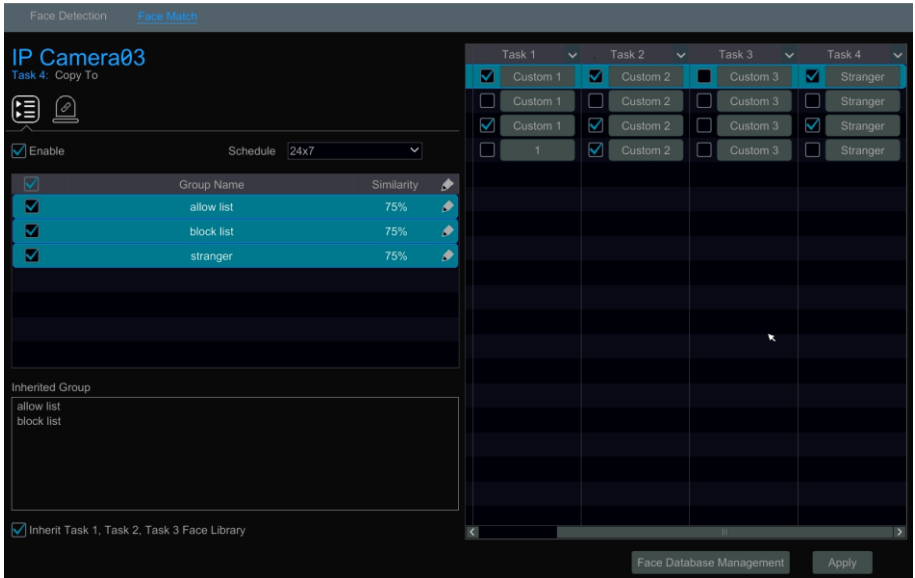 Face Detection Face Match
IP Camera03
Task 4: Copy To
Enable Schedule 24x7
Group Name Similarity
allow list 75%
block list 75%
stranger 75%
Inherited Group
allow list
block list
Inherit Task 1, Task 2, Task 3 Face Library
Task 1 Task 2 Task 3 Task 4
Custom 1 Custom 2 Custom 3 Stranger
Custom 1 Custom 2 Custom 3 Stranger
Custom 1 Custom 2 Custom 3 Stranger
1 Custom 2 Custom 3 Stranger
Face Database Management Apply